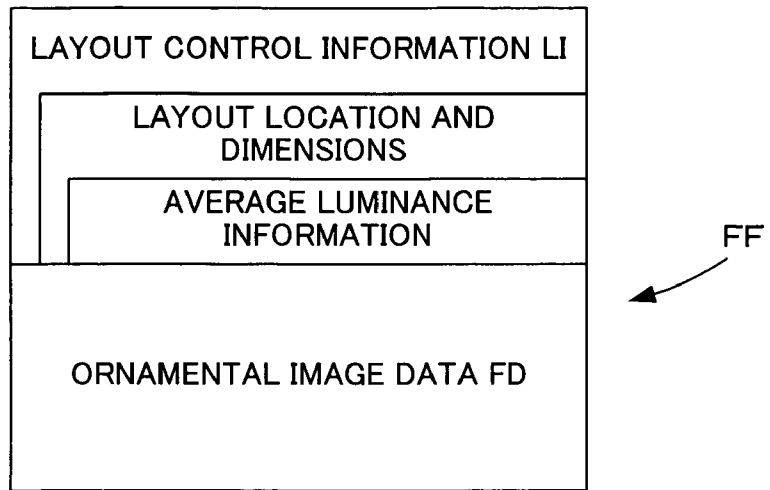 LAYOUT CONTROL INFORMATION LI
LAYOUT LOCATION AND
DIMENSIONS
AVERAGE LUMINANCE
INFORMATION
FF
ORNAMENTAL IMAGE DATA FD